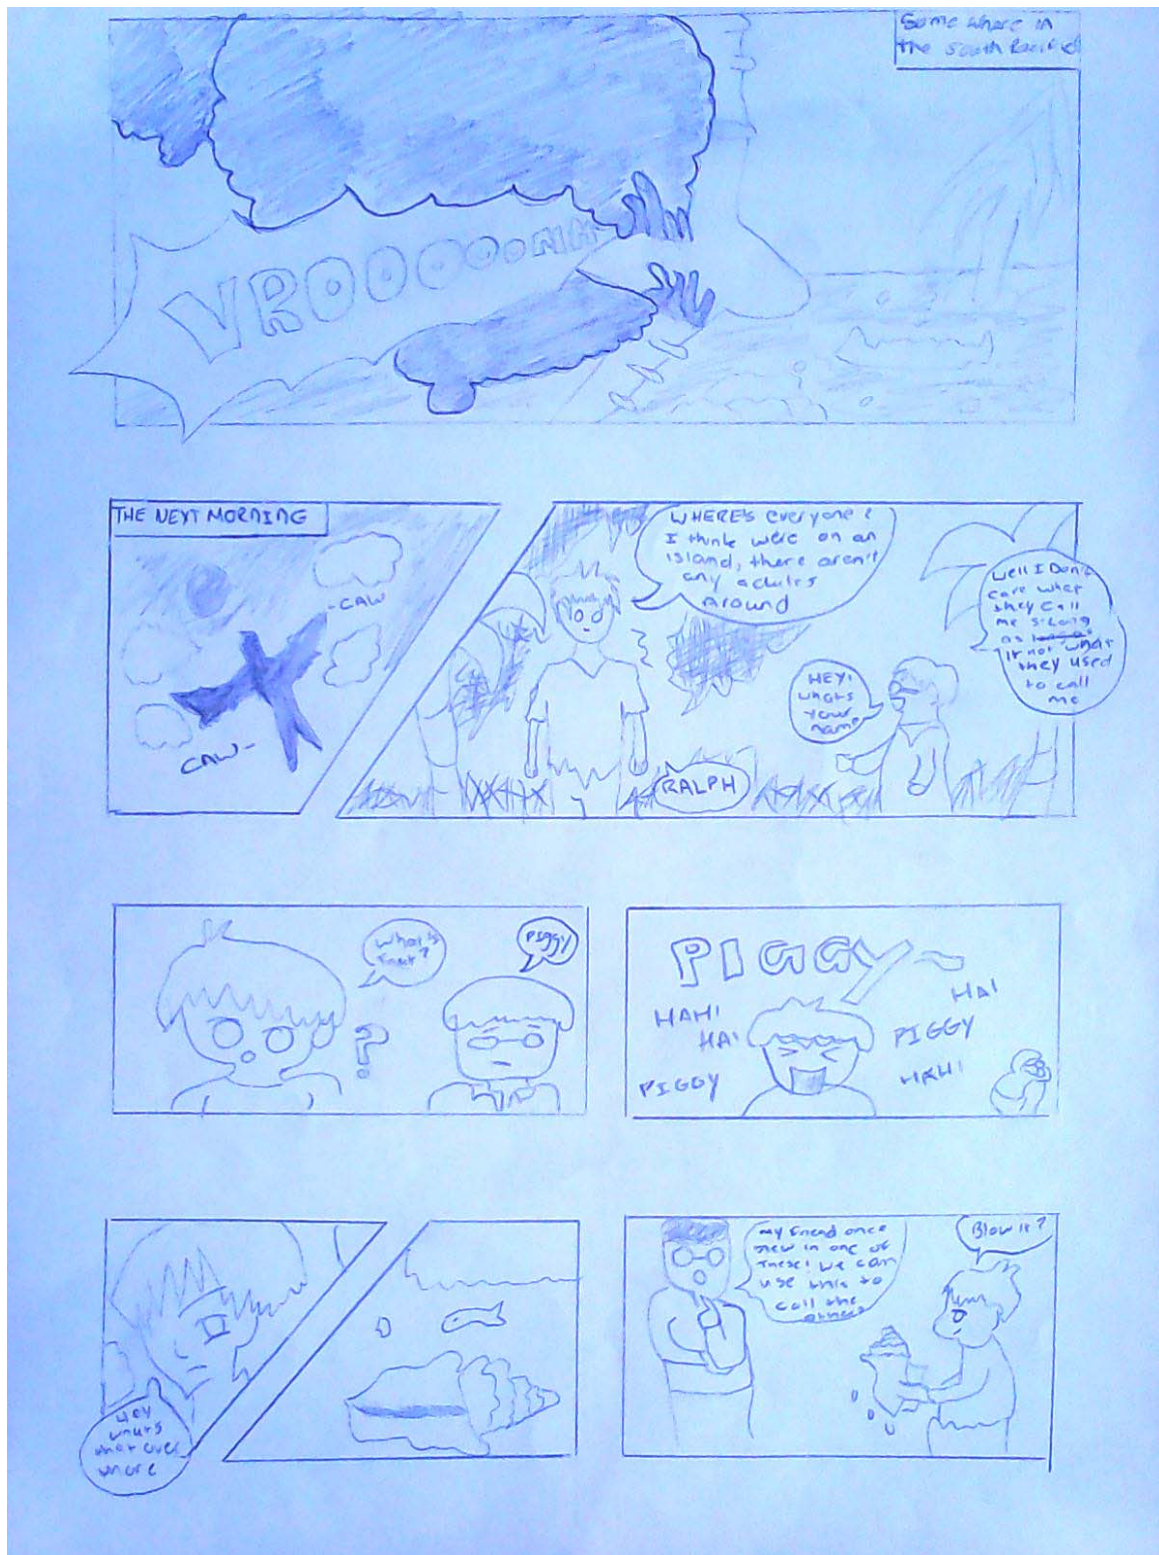 Some where in
the South Pacific
VROOOOOMM
THE NEXT MORNING
-CAW
CAW-
WHERE'S everyone?
I think were on an
island, there aren't
any adults
around
HEY!
whats
your
name
RALPH
Well I Don't
care what
they call
me s'long
as
it not what
they used
to call
me
what's
that?
PIGGY
PIGGY
HAH!
HA!
PIGGY
HA!
PIGGY
HAH!
Hey
whats
that over
there
my friend once
blew in one of
these! we can
use this to
call the
others
Blow it?